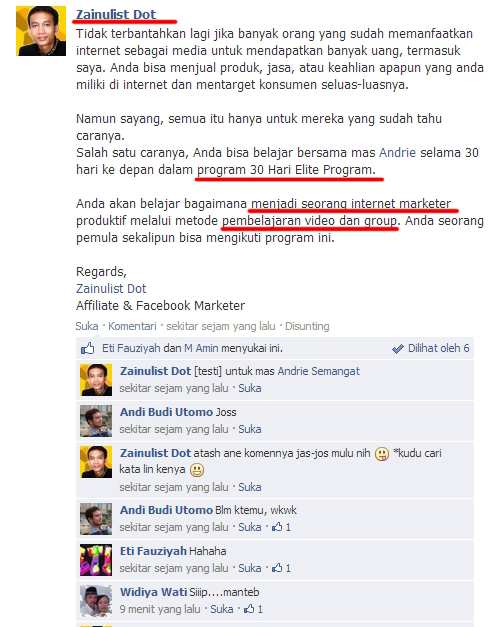 Zainulist Dot
Tidak terbantahkan lagi jika banyak orang yang sudah memanfaatkan
internet sebagai media untuk mendapatkan banyak uang, termasuk
saya. Anda bisa menjual produk, jasa, atau keahlian apapun yang anda
miliki di internet dan mentarget konsumen seluas-luasnya.
Namun sayang, semua itu hanya untuk mereka yang sudah tahu
caranya.
Salah satu caranya, Anda bisa belajar bersama mas Andrie selama 30
hari ke depan dalam program 30 Hari Elite Program.
Anda akan belajar bagaimana menjadi seorang internet marketer
produktif melalui metode pembelajaran video dan group. Anda seorang
pemula sekalipun bisa mengikuti program ini.
Regards,
Zainulist Dot
Affiliate & Facebook Marketer
Suka · Komentari · sekitar sejam yang lalu · Disunting
Eti Fauziyah dan M Amin menyukai ini. Dilihat oleh 6
Zainulist Dot [testi] untuk mas Andrie Semangat
sekitar sejam yang lalu · Suka
Andi Budi Utomo Joss
sekitar sejam yang lalu · Suka
Zainulist Dot atash ane komennya jas-jos mulu nih *kudu cari
kata lin kenya
sekitar sejam yang lalu · Suka
Andi Budi Utomo Blm ktemu, wkwk
sekitar sejam yang lalu · Suka · 1
Eti Fauziyah Hahaha
sekitar sejam yang lalu · Suka · 1
Widiya Wati Siiip....manteb
9 menit yang lalu · Suka · 1